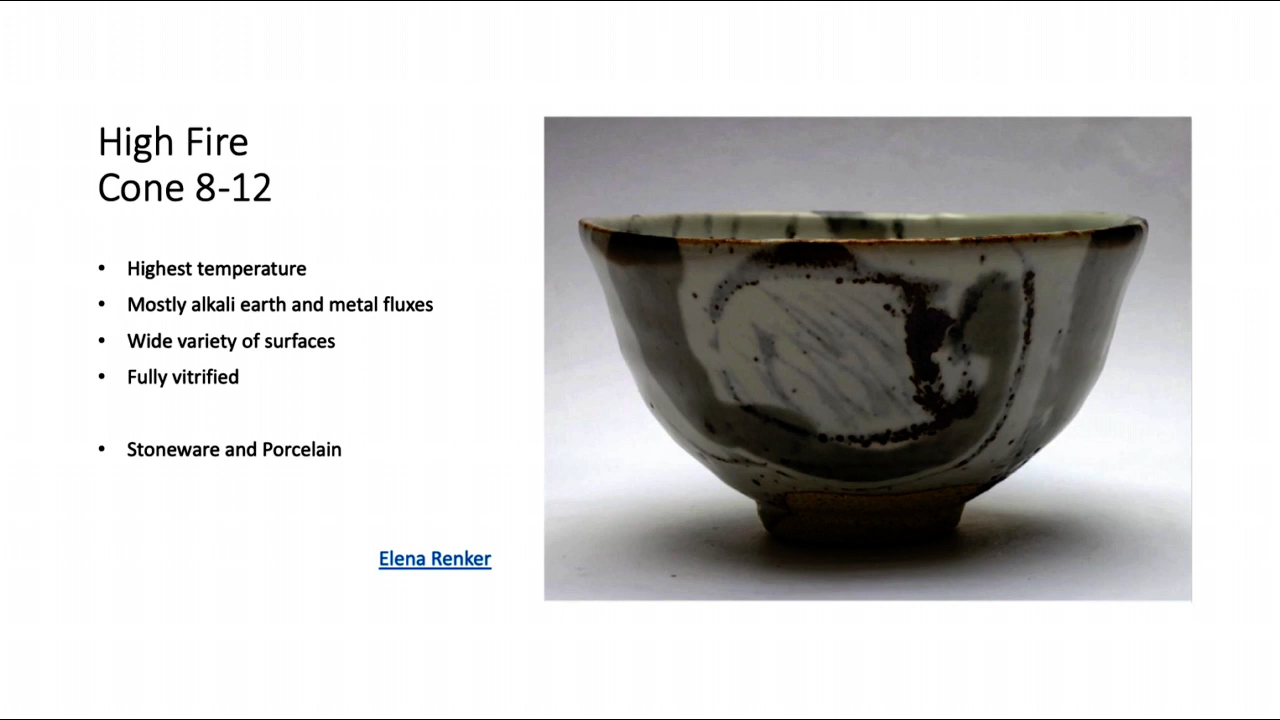 High Fire
Cone 8-12
• Highest temperature
• Mostly alkali earth and metal fluxes
• Wide variety of surfaces
• Fully vitrified
• Stoneware and Porcelain
Elena Renker